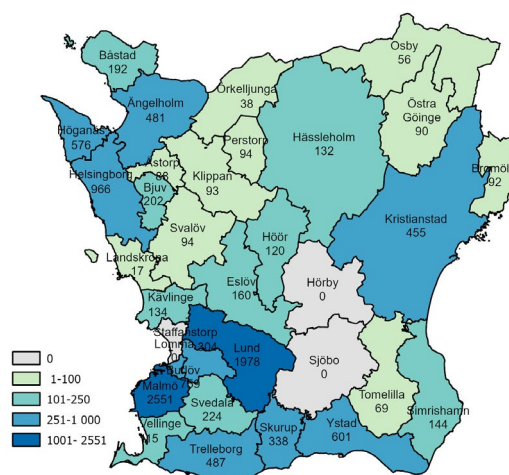 Osby
56
Båstad
192
Örkelljunga
38
Ängelholm
481
Östra
Göinge
90
Höganäs
576
Perstorp
94
Hässleholm
132
Åstorp
Bromöl
92
Helsingborg
966
Klippan
93
Bjuv
202
Kristianstad
455
Svalöv
94
Höör
120
Landskrona
17
Eslöv
160
Hörby
0
Kävlinge
134
Staffanstorp
304
Lomma
Lund
1978
Sjöbo
0
Burlöv
Malmö
2551
Svedala
224
Tomelilla
69
Simrishamn
144
Vellinge
Skurup
338
Ystad
601
Trelleborg
487
0
1-100
101-250
251-1 000
1001- 2551